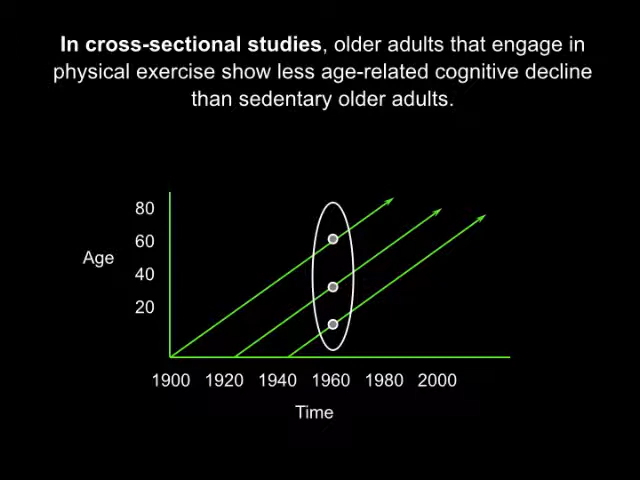 In cross-sectional studies, older adults that engage in
physical exercise show less age-related cognitive decline
than sedentary older adults.
80
60
Age
40
20
1900 1920 1940 1960 1980 2000
Time